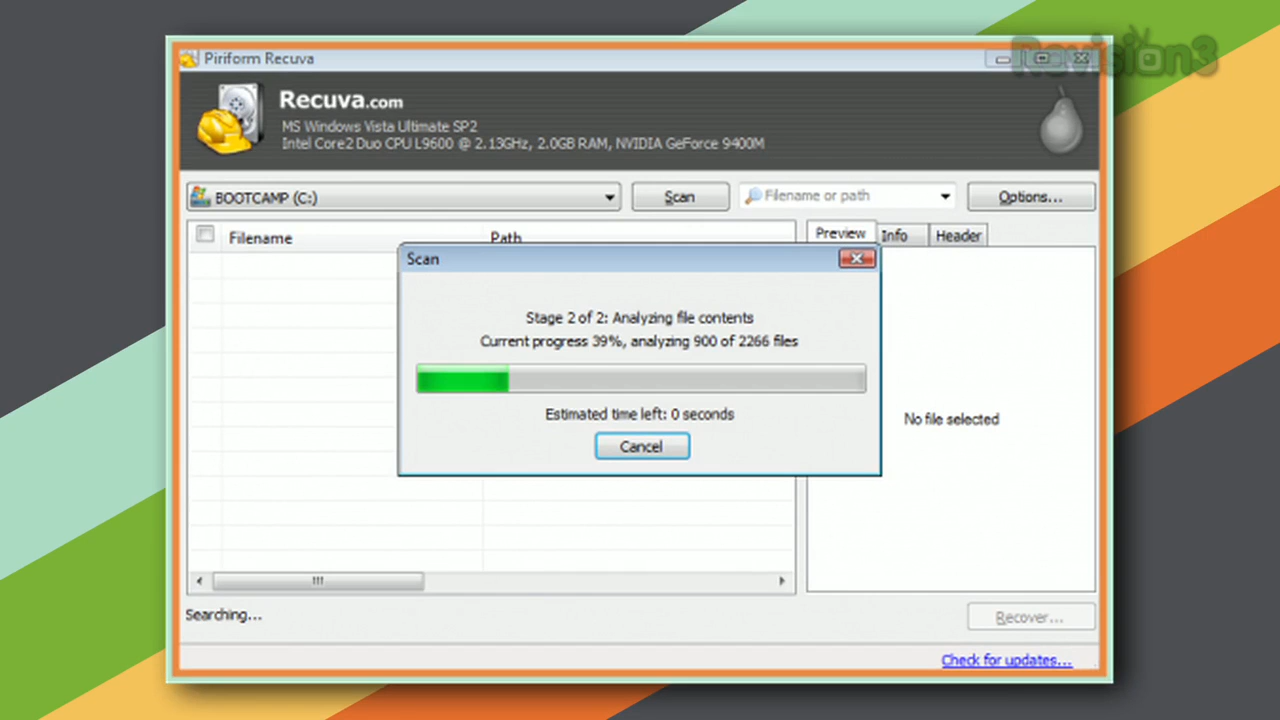 Revision3
Piriform Recuva
Recuva.com
MS Windows Vista Ultimate SP2
Intel Core2 Duo CPU L9600 @ 2.13GHz, 2.0GB RAM, NVIDIA GeForce 9400M
BOOTCAMP (C:) Scan Filename or path Options...
Filename Path Preview Info Header
Scan
Stage 2 of 2: Analyzing file contents
Current progress 39%, analyzing 900 of 2266 files
Estimated time left: 0 seconds
No file selected
Cancel
Searching... Recover...
Check for updates...